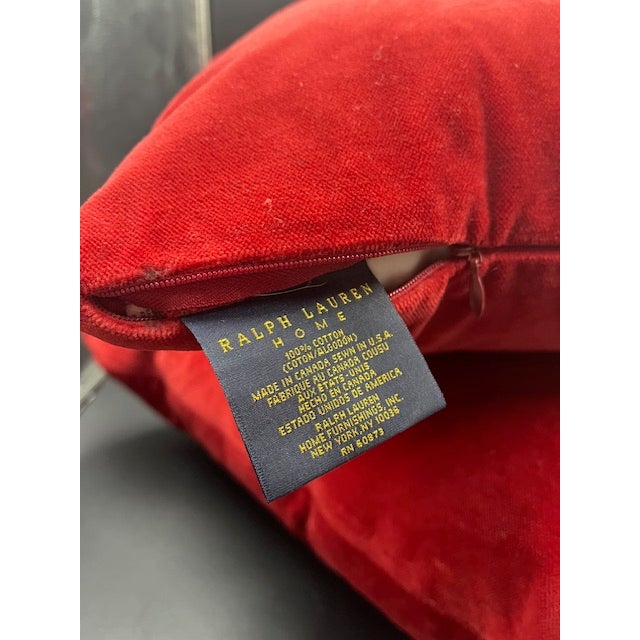 RALPH LAUREN
HOME
100% COTTON
(COTON/ALGODÓN)
MADE IN CANADA SEWN IN U.S.A.
FABRIQUE AU CANADA COUSU
AUX ÉTATS-UNIS
HECHO EN CANADA
ESTADO UNIDOS DE AMERICA
RALPH LAUREN
HOME FURNISHINGS, INC.
NEW YORK, NY 10036
RN 60873